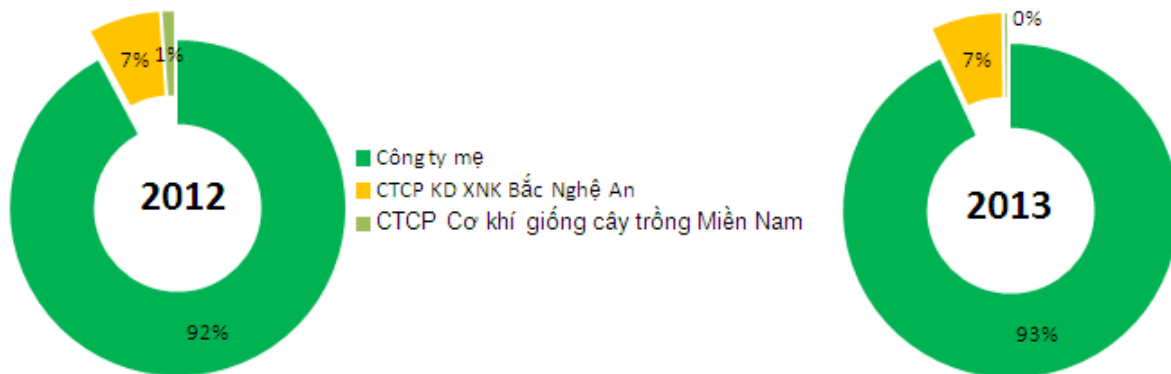 7%
1%
2012
92%
Công ty mẹ
CTCP KD XNK Bắc Nghệ An
CTCP Cơ khí giống cây trồng Miền Nam
0%
7%
2013
93%